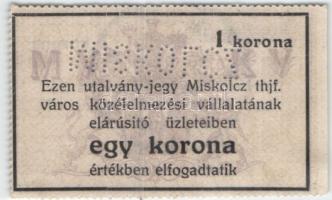 1 korona
MISKOLCZ
Ezen utalvány-jegy Miskolcz thjf.
város közélelmezési vállalatának
elárúsitó üzleteiben
egy korona
értékben elfogadtatik